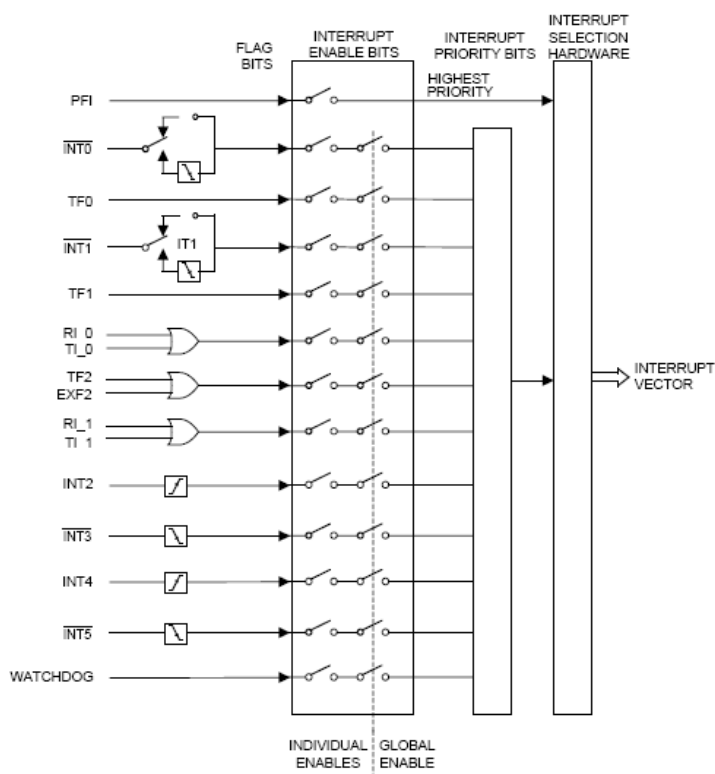 FLAG
BITS
INTERRUPT
ENABLE BITS
INTERRUPT
PRIORITY BITS
INTERRUPT
SELECTION
HARDWARE
PFI
HIGHEST
PRIORITY
INT0
TF0
INT1
IT1
TF1
RI_0
TI_0
TF2
EXF2
RI_1
TI_1
INT2
INT3
INT4
INT5
WATCHDOG
INTERRUPT
VECTOR
INDIVIDUAL
ENABLES
GLOBAL
ENABLE